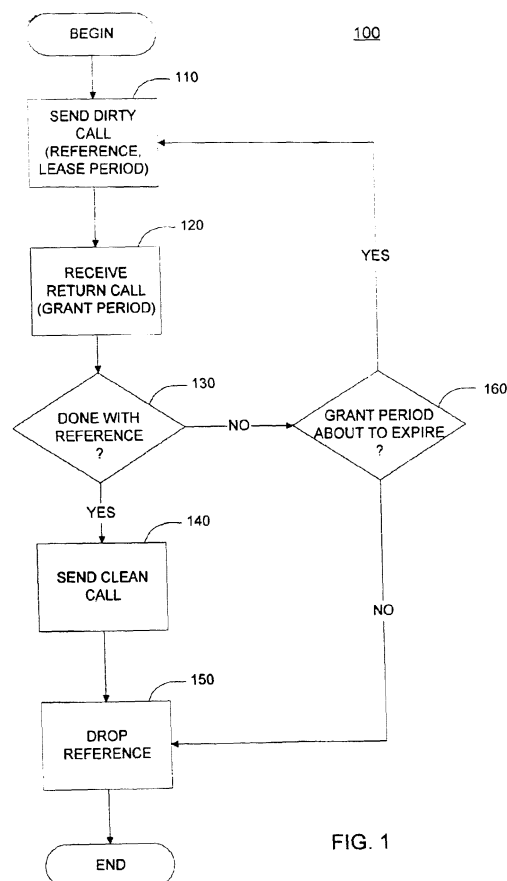 BEGIN
100
110
SEND DIRTY
CALL
(REFERENCE,
LEASE PERIOD)
120
RECEIVE
RETURN CALL
(GRANT PERIOD)
YES
130
DONE WITH
REFERENCE
?
NO
160
GRANT PERIOD
ABOUT TO EXPIRE
?
YES
140
SEND CLEAN
CALL
NO
150
DROP
REFERENCE
END
FIG. 1